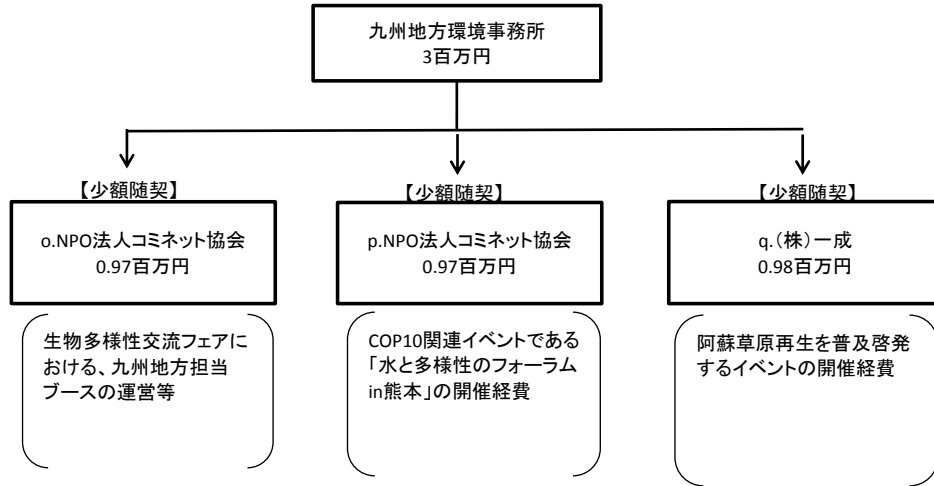 九州地方環境事務所
3百万円
【少額随契】
o.NPO法人コミネット協会
0.97百万円
生物多様性交流フェアに
おける、九州地方担当
ブースの運営等
【少額随契】
p.NPO法人コミネット協会
0.97百万円
COP10関連イベントである
「水と多様性のフォーラム
in熊本」の開催経費
【少額随契】
q.(株)一成
0.98百万円
阿蘇草原再生を普及啓発
するイベントの開催経費